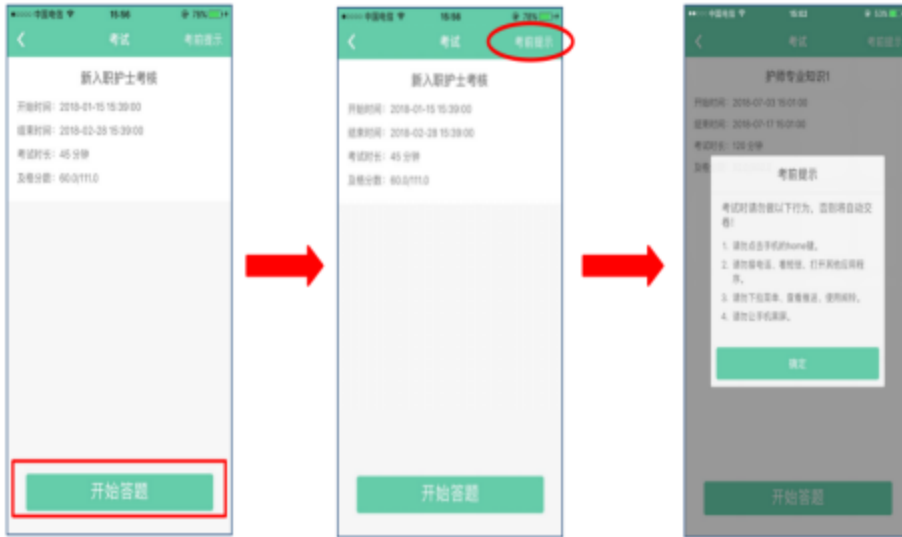 中国电信 15:56 78%
考试 考前提示
新入职护士考核
开始时间：2018-01-15 15:39:00
结束时间：2018-02-28 15:39:00
考试时长：45 分钟
及格分数：60.0/111.0
开始答题
中国电信 15:56 78%
考试 考前提示
新入职护士考核
开始时间：2018-01-15 15:39:00
结束时间：2018-02-28 15:39:00
考试时长：45 分钟
及格分数：60.0/111.0
开始答题
中国电信 53%
考试 考前提示
护师专业知识1
开始时间：2018-07-03 15:01:00
结束时间：2018-07-17 15:01:00
考试时长：120 分钟
及格
考前提示
考试时请勿做以下行为，否则将自动交
卷！
1. 请勿点击手机的home键。
2. 请勿接电话、看短信、打开其他应用程
序。
3. 请勿下拉菜单、查看推送、使用闹钟。
4. 请勿让手机黑屏。
确定
开始答题